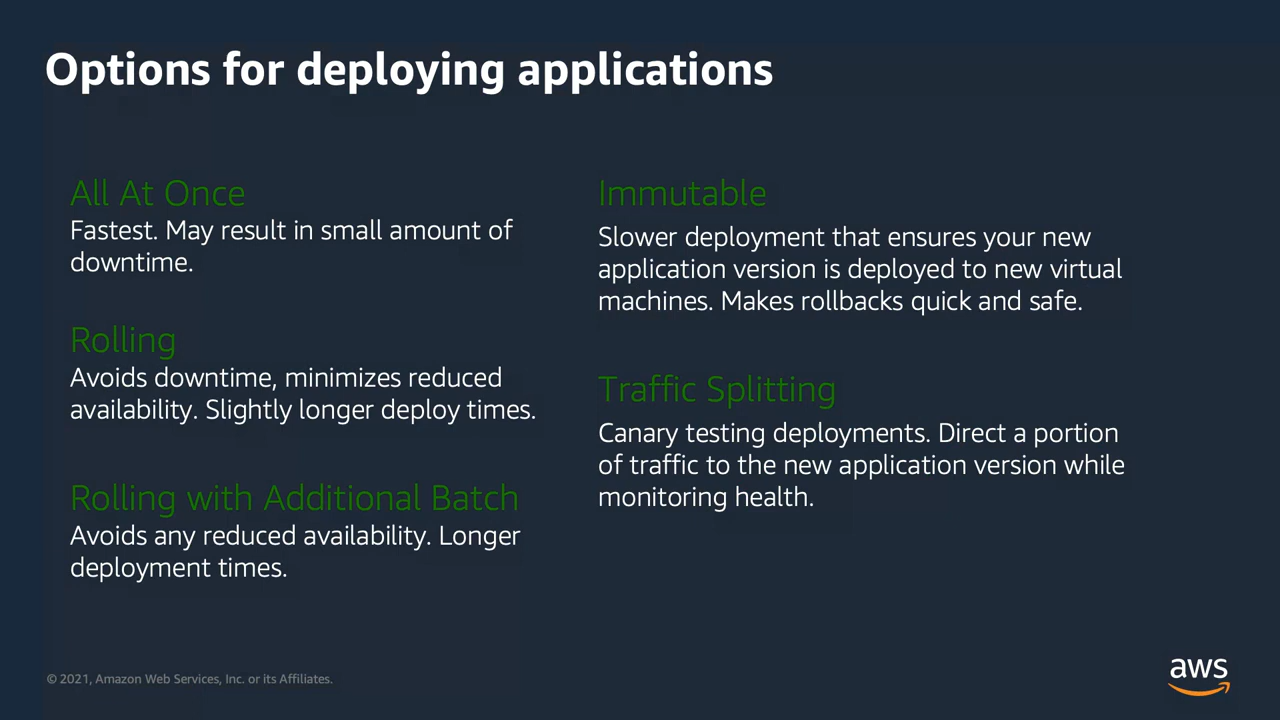 Options for deploying applications
All At Once
Fastest. May result in small amount of
downtime.
Rolling
Avoids downtime, minimizes reduced
availability. Slightly longer deploy times.
Rolling with Additional Batch
Avoids any reduced availability. Longer
deployment times.
Immutable
Slower deployment that ensures your new
application version is deployed to new virtual
machines. Makes rollbacks quick and safe.
Traffic Splitting
Canary testing deployments. Direct a portion
of traffic to the new application version while
monitoring health.
© 2021, Amazon Web Services, Inc. or its Affiliates.
aws